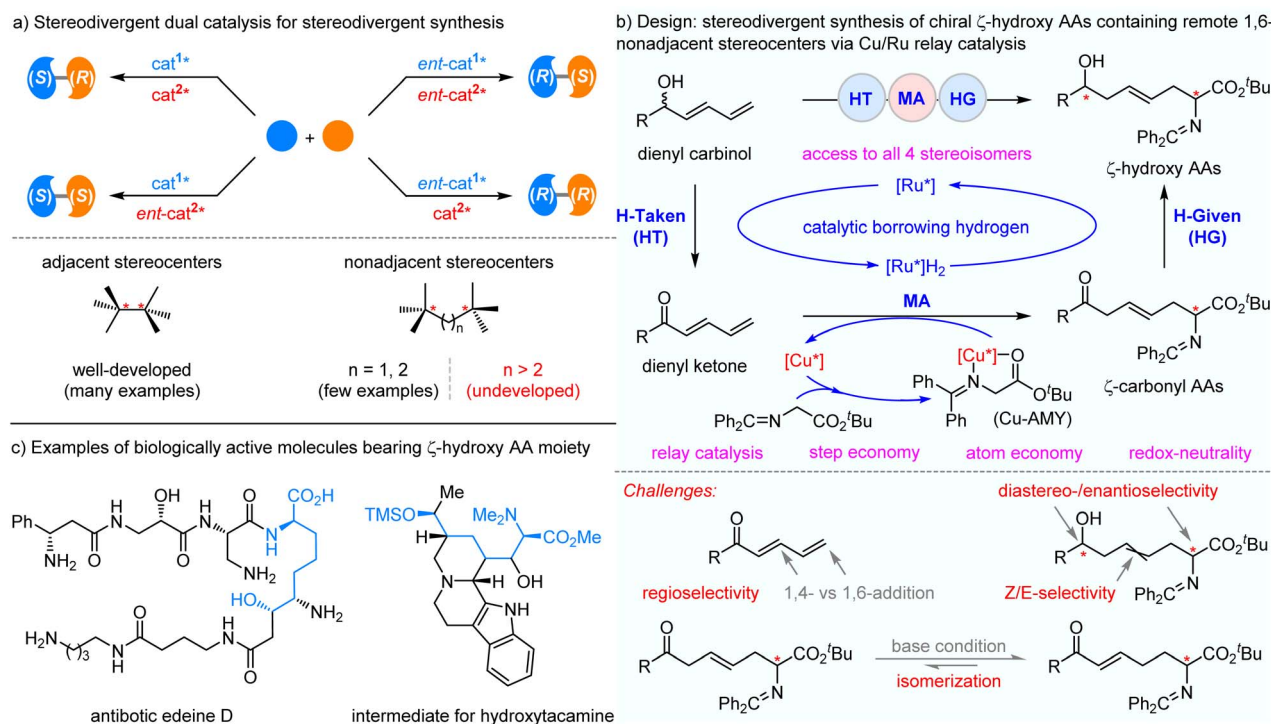 a) Stereodivergent dual catalysis for stereodivergent synthesis
(S) (R)
cat1*
cat2*
ent-cat1*
ent-cat2*
(R) (S)
+
(S) (S)
cat1*
ent-cat2*
ent-cat1*
cat2*
(R) (R)
adjacent stereocenters
nonadjacent stereocenters
* *
* *
n
well-developed
(many examples)
n = 1, 2
(few examples)
n > 2
(undeveloped)
c) Examples of biologically active molecules bearing ζ-hydroxy AA moiety
Ph
NH2
O
H
N
OH
O
H
N
NH2
O
H
N
CO2H
HO
NH2
H2N
( )3
N
H
O
H
N
O
antibotic edeine D
Me
TMSO
H
Me2N
CO2Me
OH
N
H
NH
intermediate for hydroxytacamine
b) Design: stereodivergent synthesis of chiral ζ-hydroxy AAs containing remote 1,6-
nonadjacent stereocenters via Cu/Ru relay catalysis
OH
R
dienyl carbinol
HT MA HG
access to all 4 stereoisomers
OH
R
*
*
CO2tBu
Ph2C=N
ζ-hydroxy AAs
[Ru*]
catalytic borrowing hydrogen
[Ru*]H2
H-Taken
(HT)
H-Given
(HG)
O
R
dienyl ketone
MA
[Cu*]
Ph2C=N
CO2tBu
[Cu*]
O
Ph
N
Ph
OtBu
(Cu-AMY)
O
R
*
CO2tBu
Ph2C=N
ζ-carbonyl AAs
relay catalysis step economy atom economy redox-neutrality
Challenges:
O
R
regioselectivity
1,4- vs 1,6-addition
diastereo-/enantioselectivity
OH
R
*
*
CO2tBu
Ph2C=N
Z/E-selectivity
O
R
*
CO2tBu
Ph2C=N
base condition
isomerization
O
R
*
CO2tBu
Ph2C=N